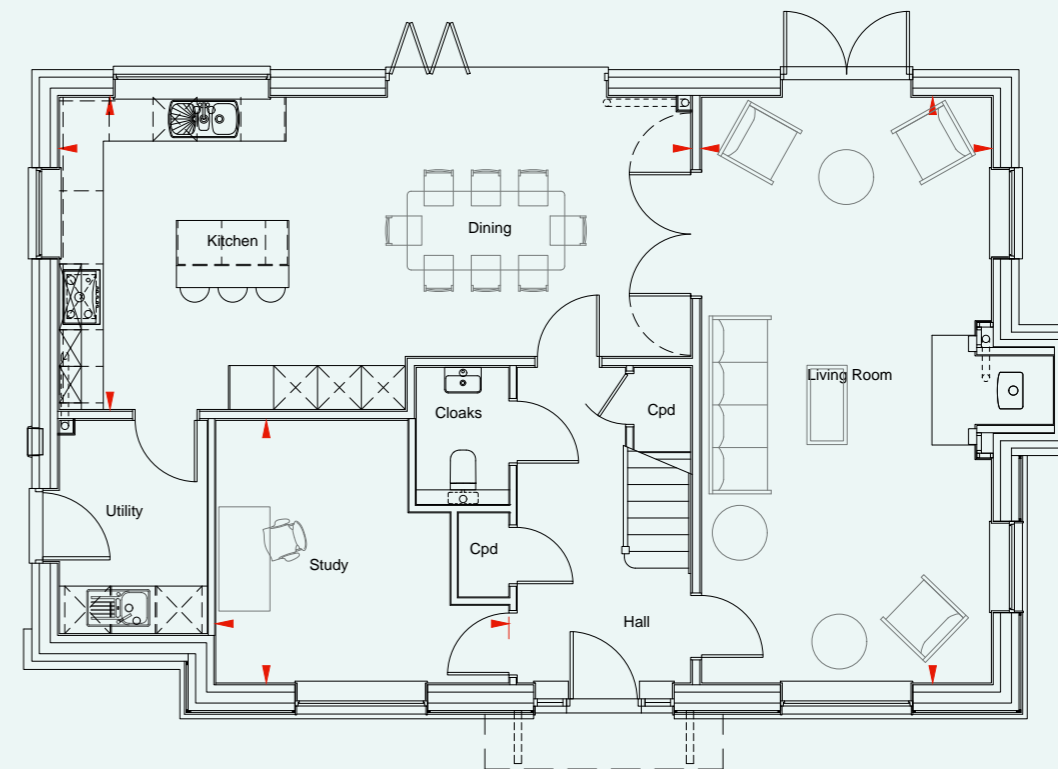 Kitchen
Dining
Living Room
Cloaks
Cpd
Utility
Study
Cpd
Hall